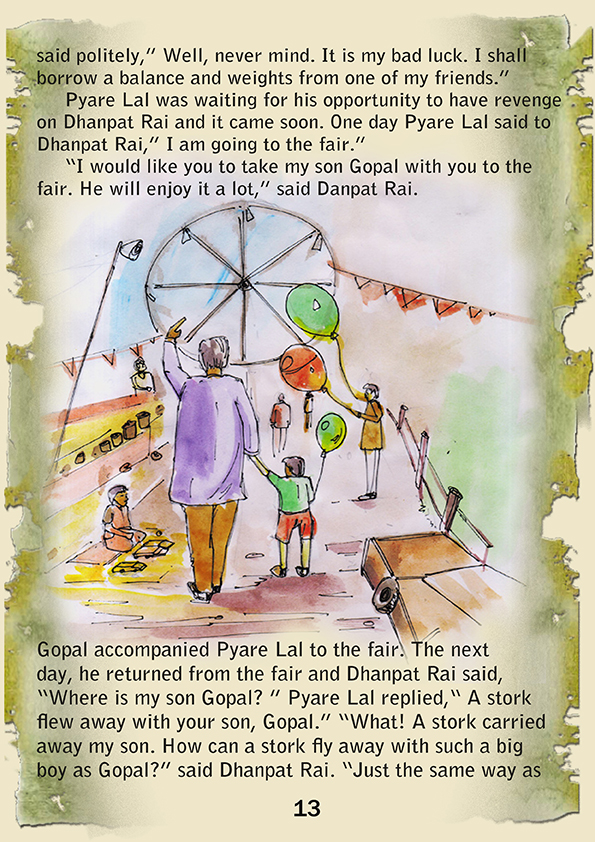 said politely,” Well, never mind. It is my bad luck. I shall
borrow a balance and weights from one of my friends.”
Pyare Lal was waiting for his opportunity to have revenge
on Dhanpat Rai and it came soon. One day Pyare Lal said to
Dhanpat Rai,” I am going to the fair.”
“I would like you to take my son Gopal with you to the
fair. He will enjoy it a lot,” said Danpat Rai.
Gopal accompanied Pyare Lal to the fair. The next
day, he returned from the fair and Dhanpat Rai said,
“Where is my son Gopal? ” Pyare Lal replied,“ A stork
flew away with your son, Gopal.” “What! A stork carried
away my son. How can a stork fly away with such a big
boy as Gopal?” said Dhanpat Rai. “Just the same way as
13